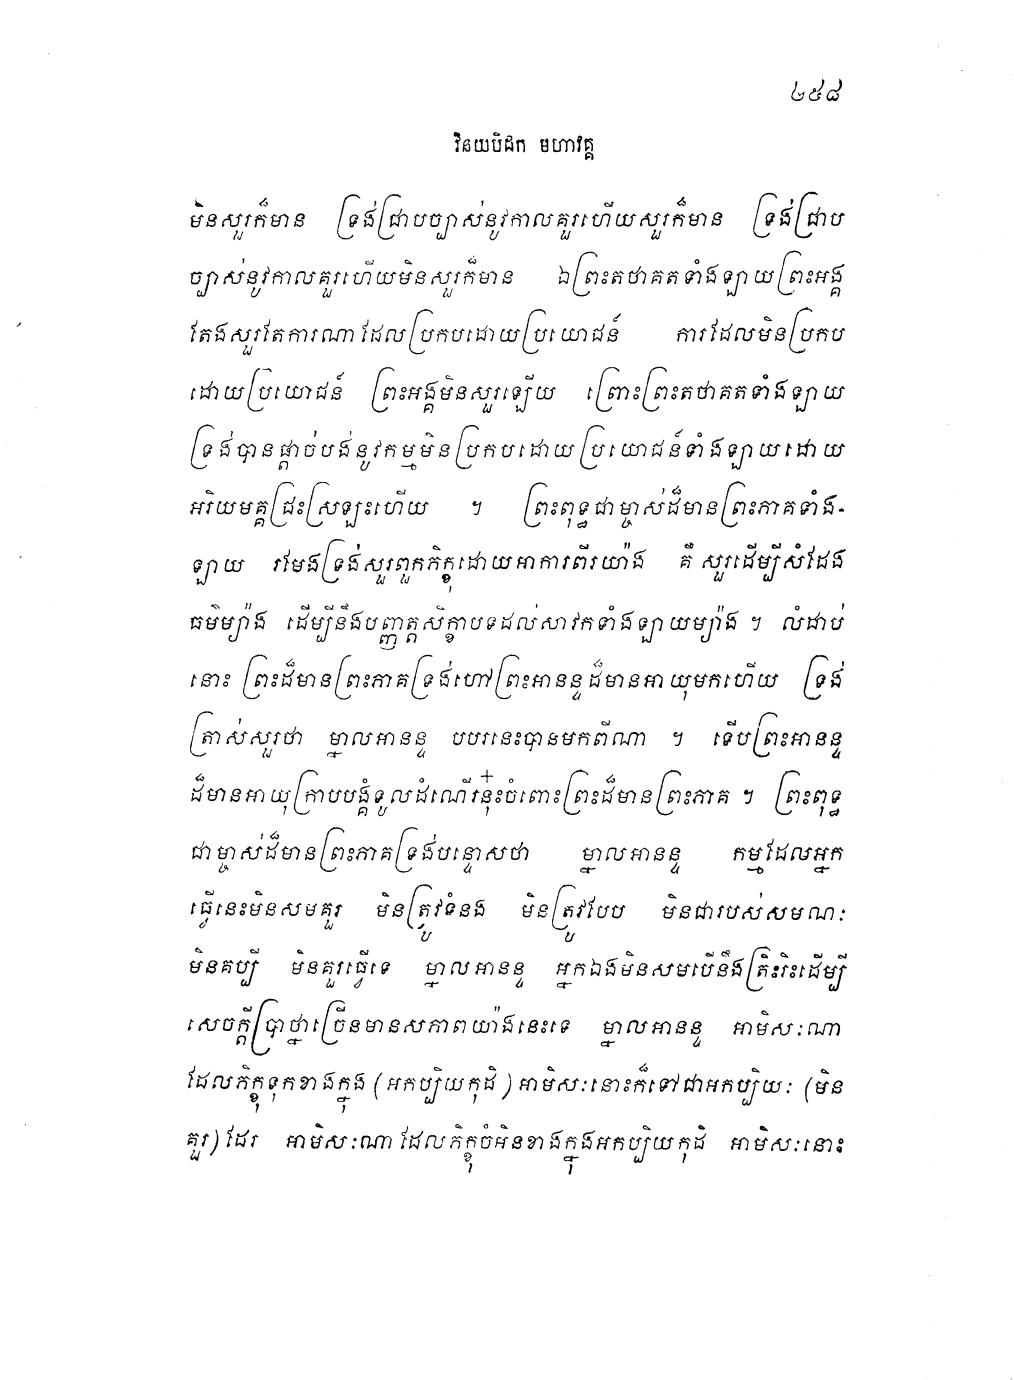 ២៥៨
វិនយបិដក មហាវគ្គ
មិនសួរក៏មាន ទ្រង់ជ្រាបច្បាស់នូវកាលគួរហើយសួរក៏មាន ទ្រង់ជ្រាប
ច្បាស់នូវកាលគួរហើយមិនសួរក៏មាន ឯព្រះតថាគតទាំងឡាយព្រះអង្គ
តែងសួរតែការណាដែលប្រកបដោយប្រយោជន៍ ការដែលមិនប្រកប
ដោយប្រយោជន៍ ព្រះអង្គមិនសួរឡើយ ព្រោះព្រះតថាគតទាំងឡាយ
ទ្រង់បានផ្តាច់បង់នូវកម្មមិនប្រកបដោយប្រយោជន៍ទាំងឡាយដោយ
អរិយមគ្គជ្រះស្រឡះហើយ ។ ព្រះពុទ្ធជាម្ចាស់ដ៏មានព្រះភាគទាំង-
ឡាយ រមែងទ្រង់សួរពួកភិក្ខុដោយអាការពីរយ៉ាង គឺ សួរដើម្បីសំដែង
ធម៌ម្យ៉ាង ដើម្បីនឹងបញ្ញត្តសិក្ខាបទដល់សាវកទាំងឡាយម្យ៉ាង ។ លំដាប់
នោះ ព្រះដ៏មានព្រះភាគទ្រង់ហៅព្រះអានន្ទដ៏មានអាយុមកហើយ ទ្រង់
ត្រាស់សួរថា ម្នាលអានន្ទ បបរនេះបានមកពីណា ។ ទើបព្រះអានន្ទ
ដ៏មានអាយុក្រាបបង្គំទូលដំណើរនុ៎ះចំពោះព្រះដ៏មានព្រះភាគ ។ ព្រះពុទ្ធ
ជាម្ចាស់ដ៏មានព្រះភាគទ្រង់បន្ទោសថា ម្នាលអានន្ទ កម្មដែលអ្នក
ធ្វើនេះមិនសមគួរ មិនត្រូវទំនង មិនត្រូវបែប មិនជារបស់សមណៈ
មិនគប្បី មិនគួរធ្វើទេ ម្នាលអានន្ទ អ្នកឯងមិនសមបើនឹងត្រិះរិះដើម្បី
សេចក្តីប្រាថ្នាច្រើនមានសភាពយ៉ាងនេះទេ ម្នាលអានន្ទ អាមិសៈណា
ដែលភិក្ខុទុកខាងក្នុង (អកប្បិយកុដិ) អាមិសៈនោះក៏ទៅជាអកប្បិយៈ (មិន
គួរ) ដែរ អាមិសៈណាដែលភិក្ខុចំអិនខាងក្នុងអកប្បិយកុដិ អាមិសៈនោះ